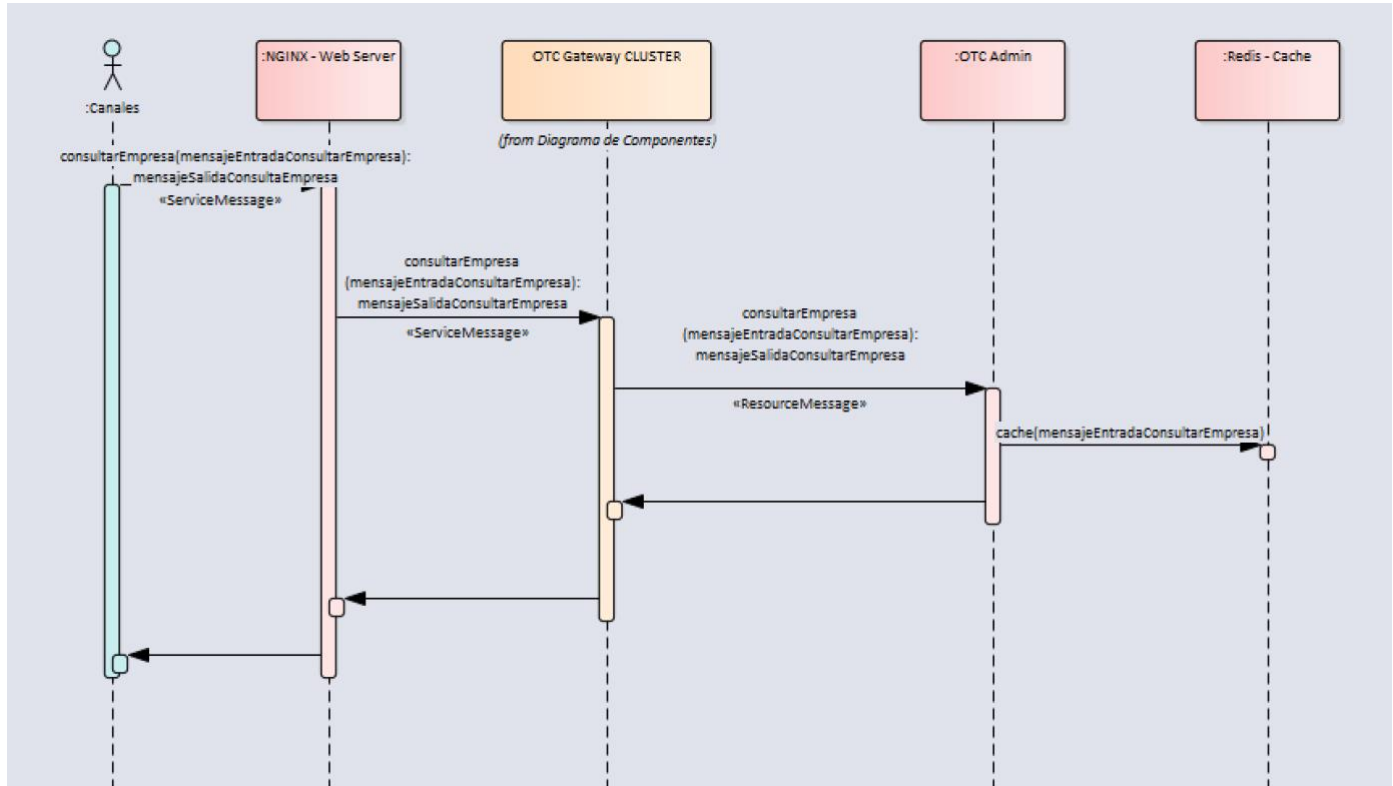 :NGINX - Web Server
OTC Gateway CLUSTER
:OTC Admin
:Redis - Cache
:Canales
(from Diagrama de Componentes)
consultarEmpresa(mensajeEntradaConsultarEmpresa):
mensajeSalidaConsultaEmpresa
«ServiceMessage»
consultarEmpresa
(mensajeEntradaConsultarEmpresa):
mensajeSalidaConsultarEmpresa
«ServiceMessage»
consultarEmpresa
(mensajeEntradaConsultarEmpresa):
mensajeSalidaConsultarEmpresa
«ResourceMessage»
cache(mensajeEntradaConsultarEmpresa)